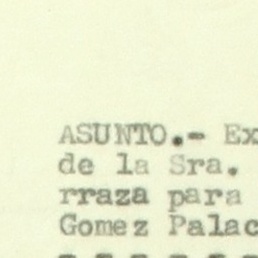 ASUNTO.- Ex
de la Sra.
rraza para
Gomez Palac